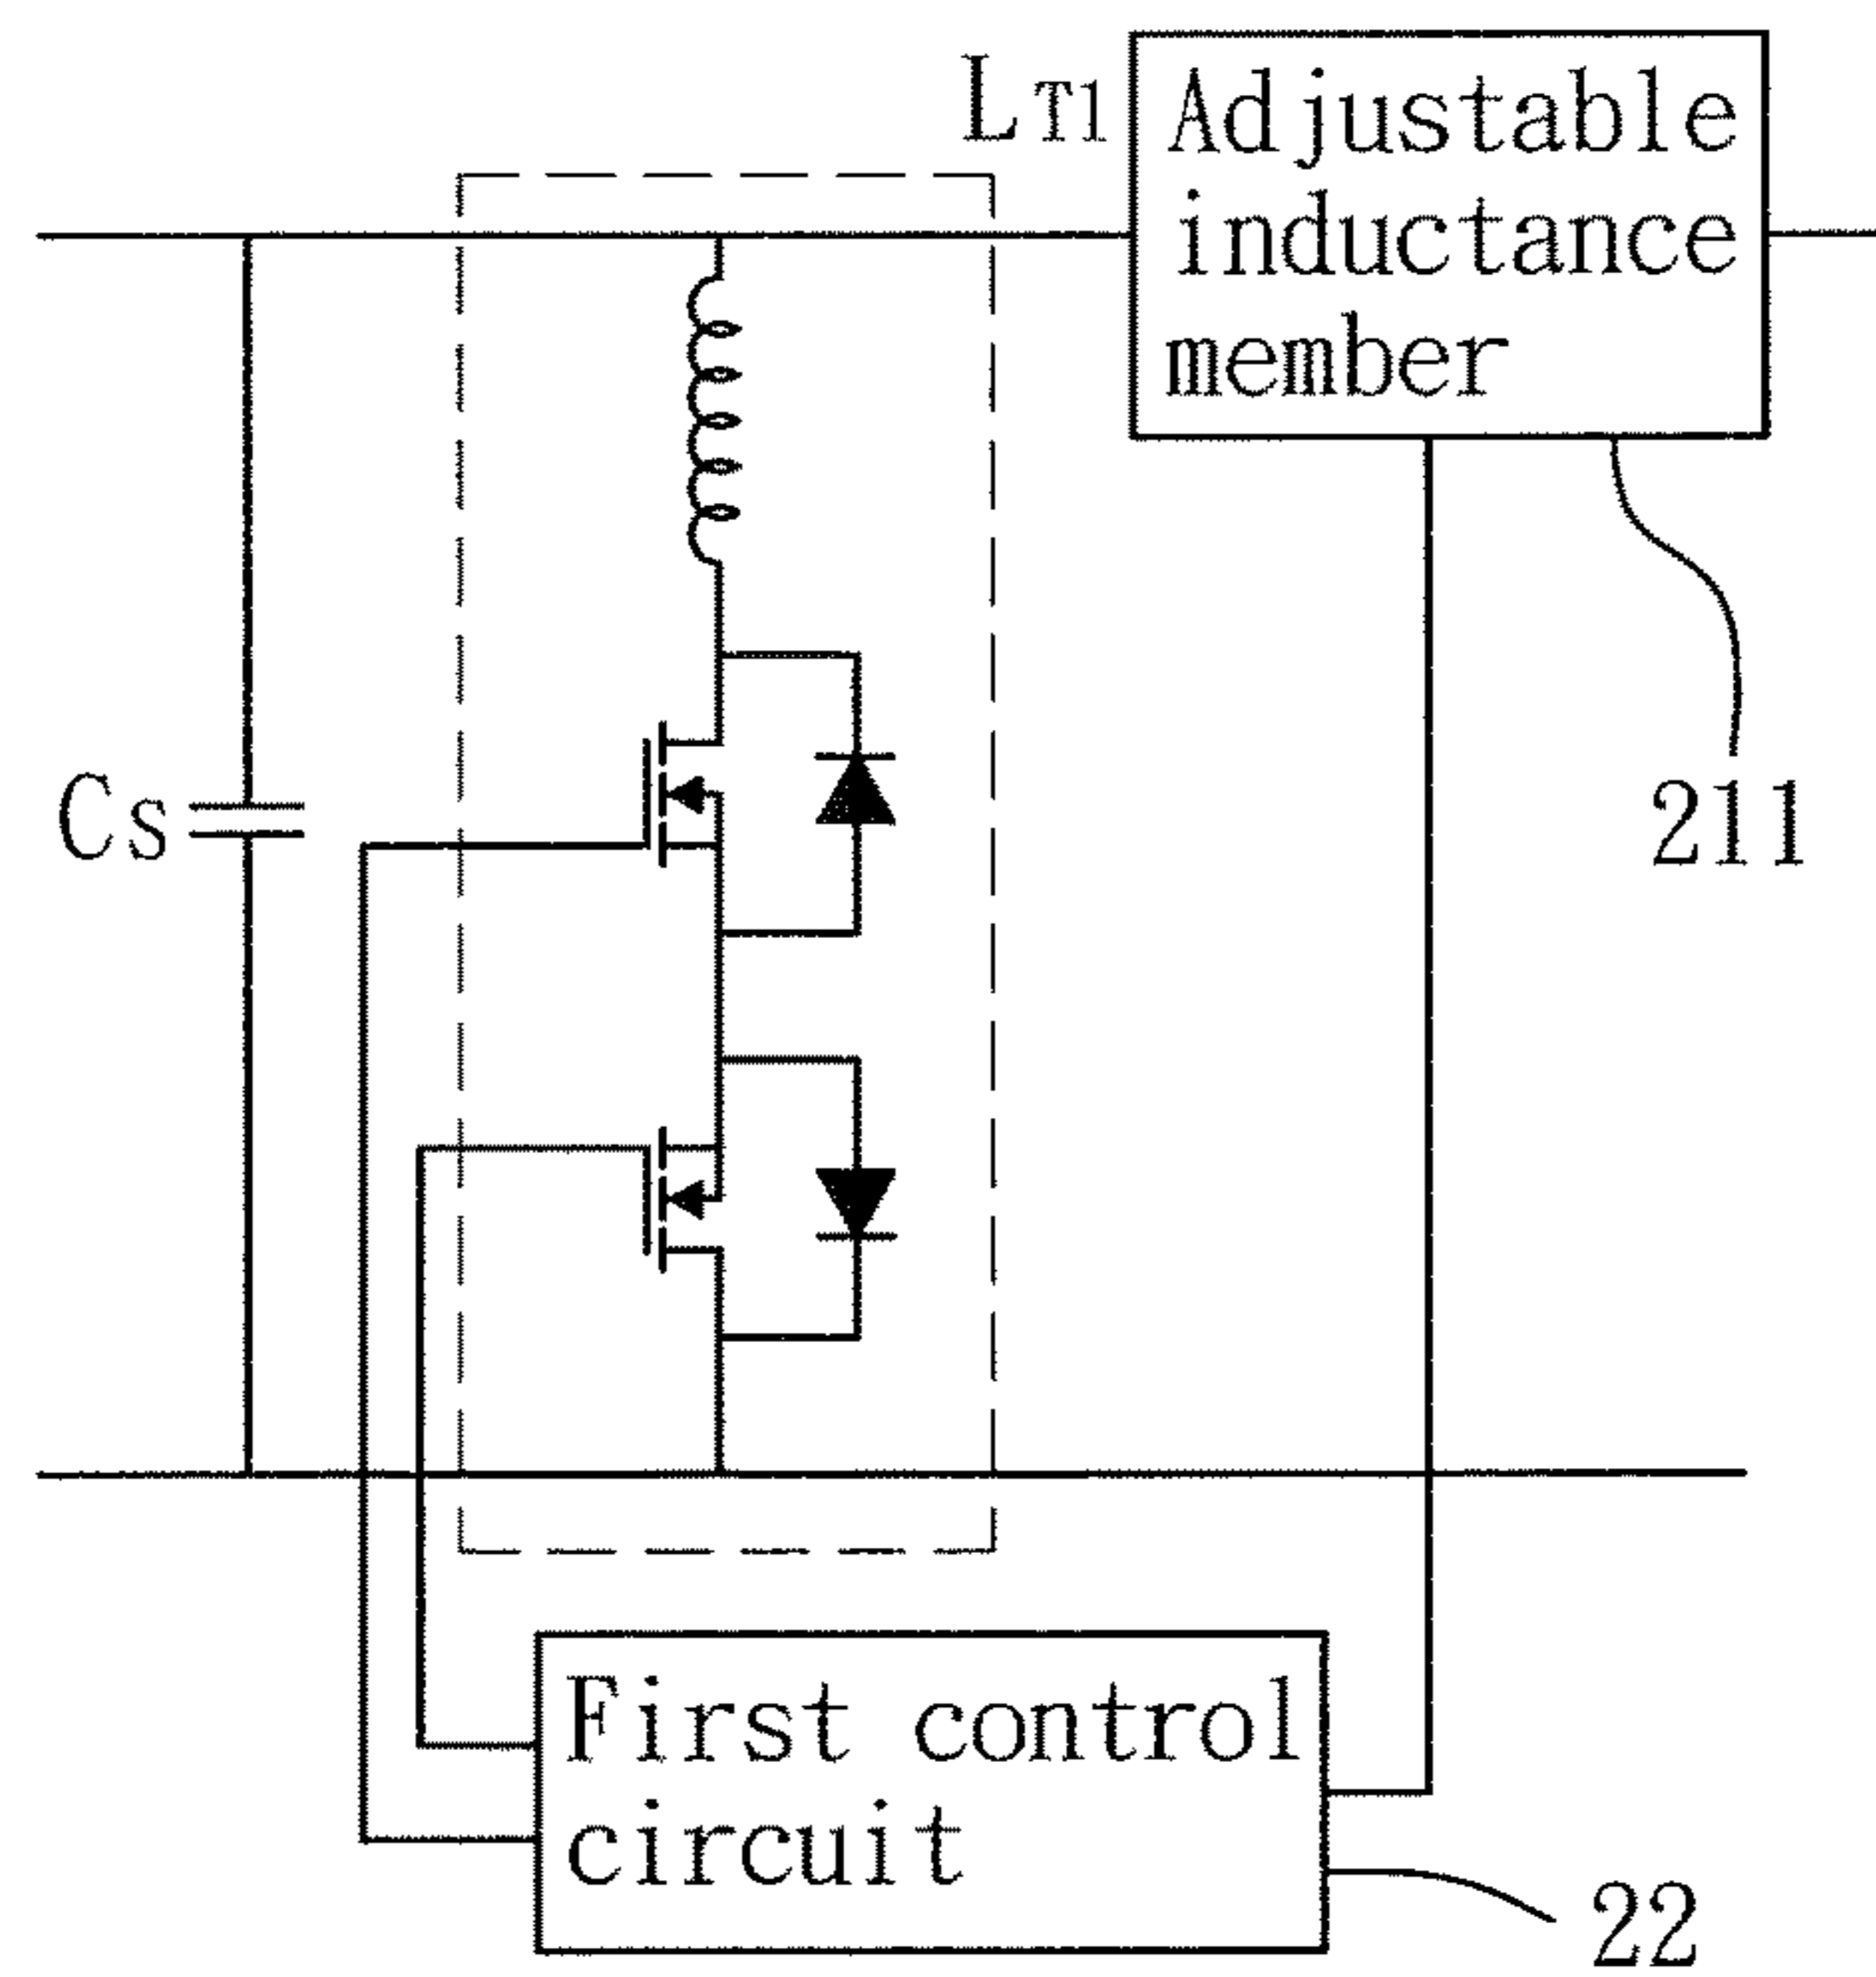 LT1
Adjustable
inductance
member
CS
211
First control
circuit
22